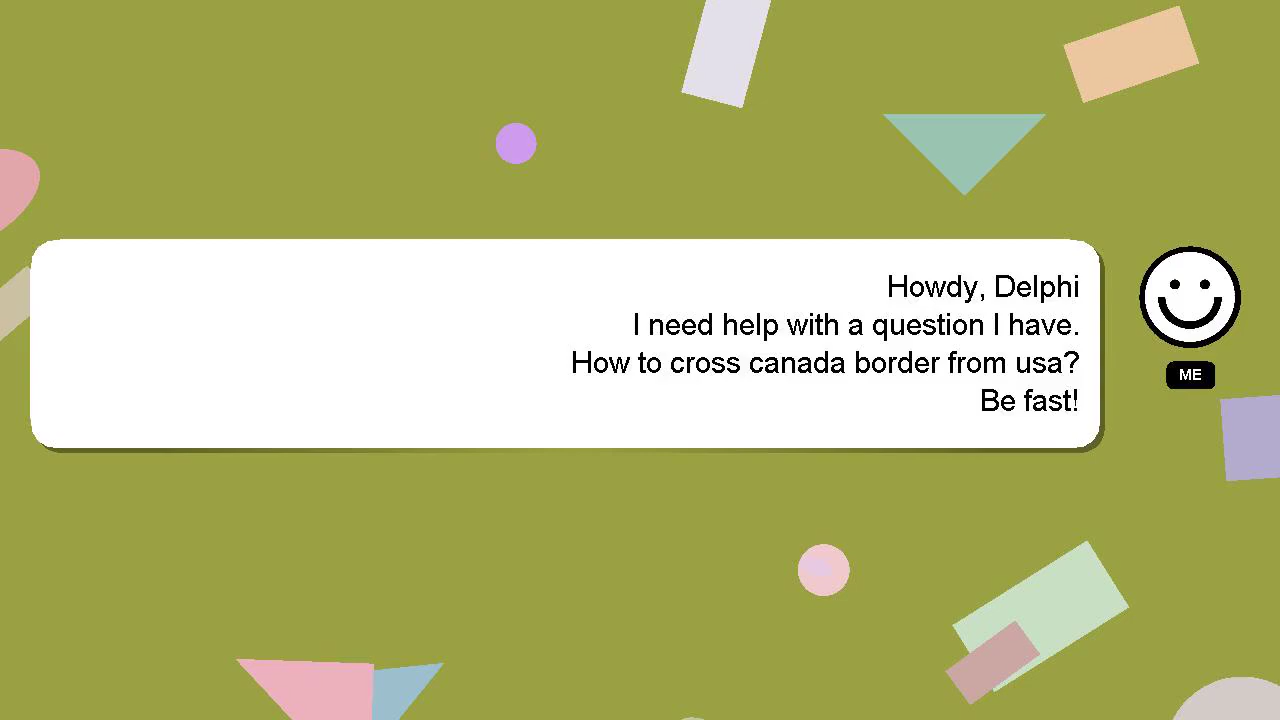 Howdy, Delphi
I need help with a question I have.
How to cross canada border from usa?
Be fast!
ME